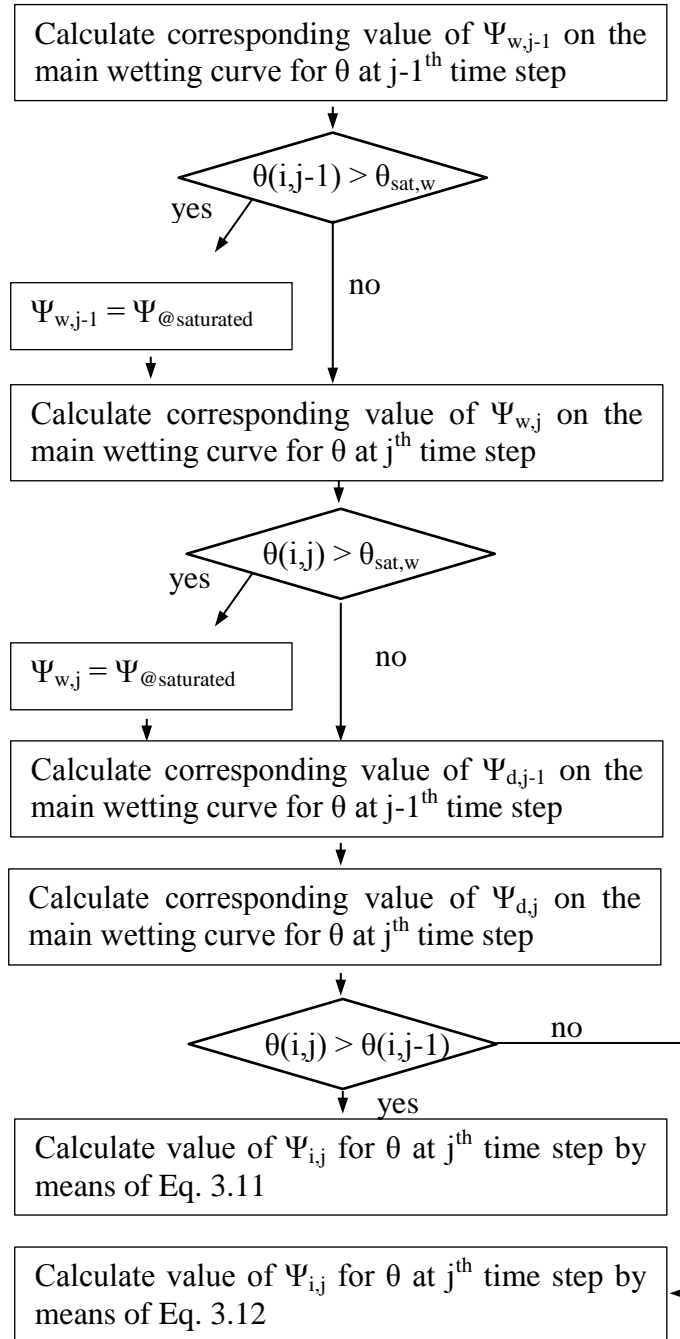 Calculate corresponding value of Ψw,j-1 on the
main wetting curve for θ at j-1th time step
θ(i,j-1) > θsat,w
yes
no
Ψw,j-1 = Ψ@saturated
Calculate corresponding value of Ψw,j on the
main wetting curve for θ at jth time step
θ(i,j) > θsat,w
yes
no
Ψw,j = Ψ@saturated
Calculate corresponding value of Ψd,j-1 on the
main wetting curve for θ at j-1th time step
Calculate corresponding value of Ψd,j on the
main wetting curve for θ at jth time step
θ(i,j) > θ(i,j-1)
no
yes
Calculate value of Ψi,j for θ at jth time step by
means of Eq. 3.11
Calculate value of Ψi,j for θ at jth time step by
means of Eq. 3.12